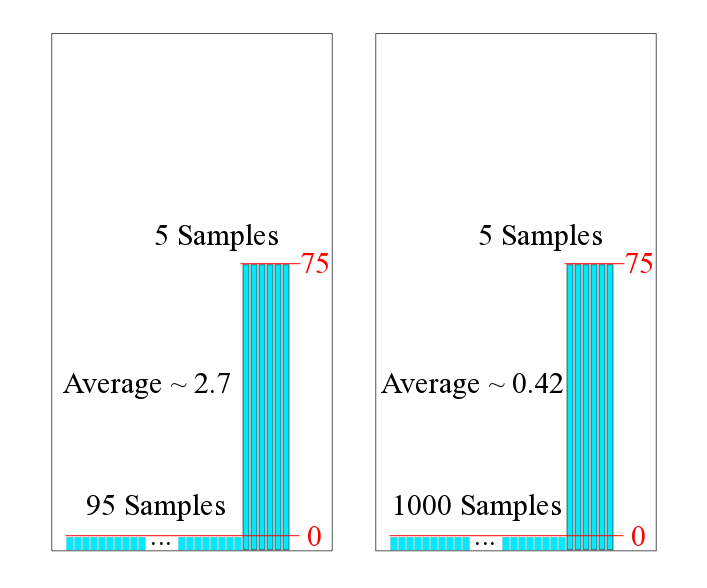 5 Samples
75
Average ~ 2.7
95 Samples
0
...
5 Samples
75
Average ~ 0.42
1000 Samples
0
...